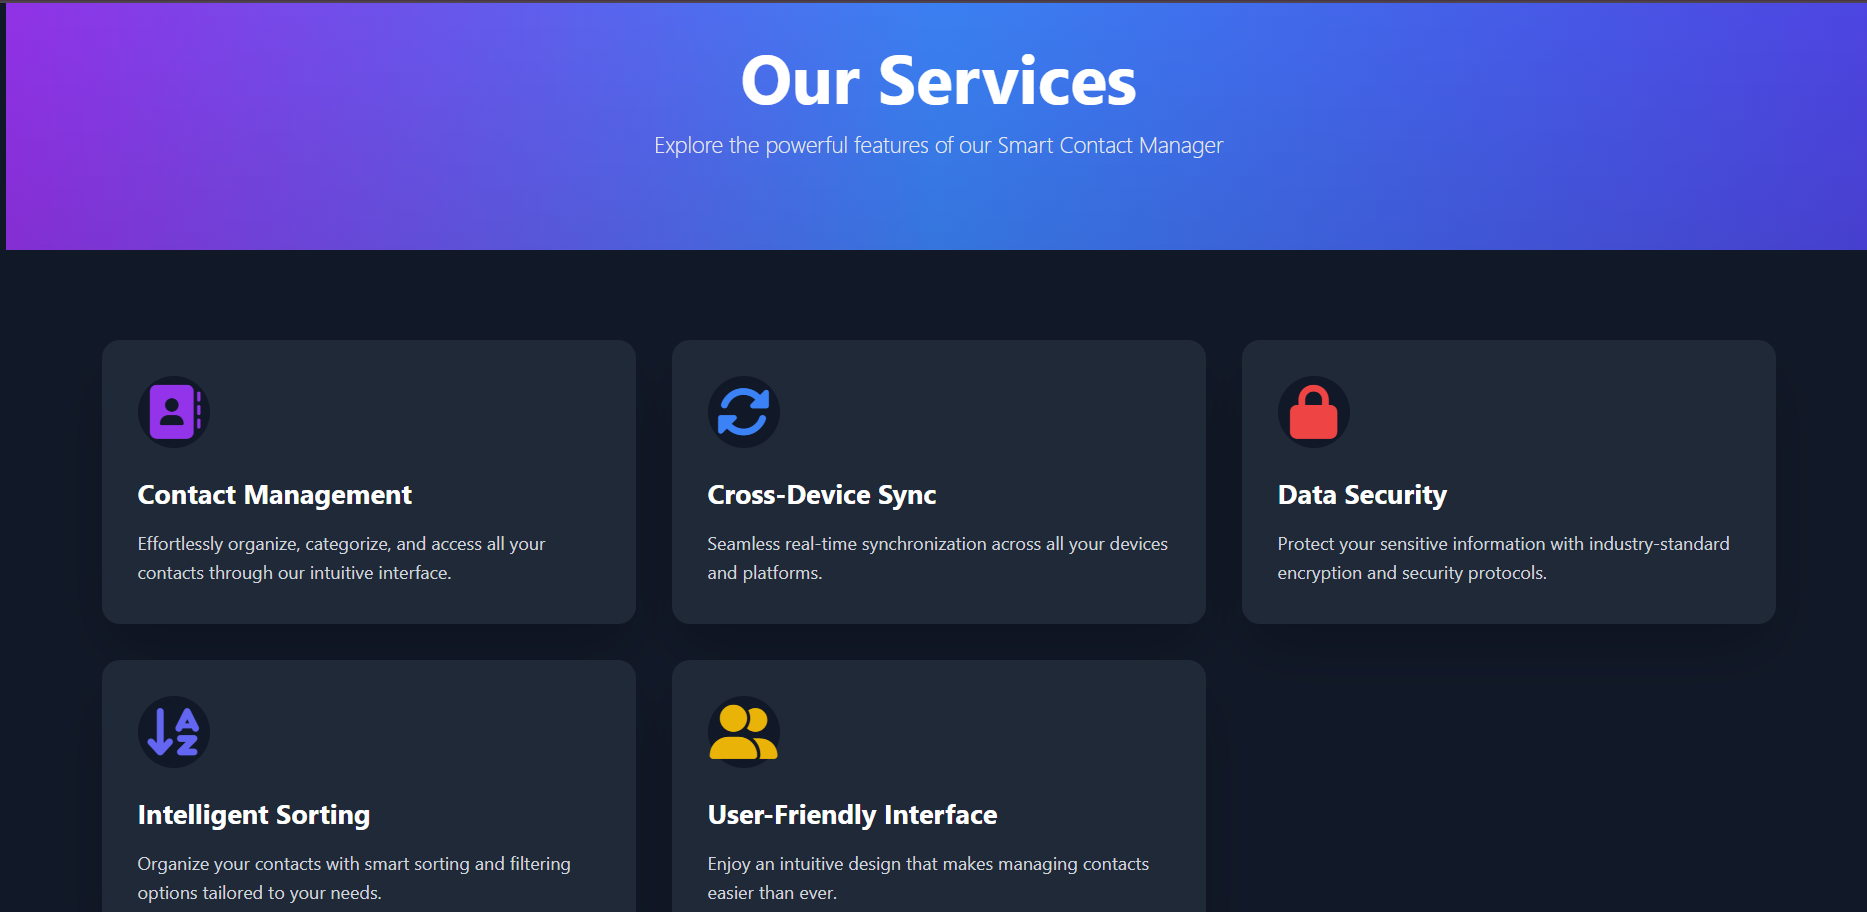 Our Services
Explore the powerful features of our Smart Contact Manager
Contact Management
Effortlessly organize, categorize, and access all your
contacts through our intuitive interface.
Cross-Device Sync
Seamless real-time synchronization across all your devices
and platforms.
Data Security
Protect your sensitive information with industry-standard
encryption and security protocols.
A
Z
Intelligent Sorting
Organize your contacts with smart sorting and filtering
options tailored to your needs.
User-Friendly Interface
Enjoy an intuitive design that makes managing contacts
easier than ever.